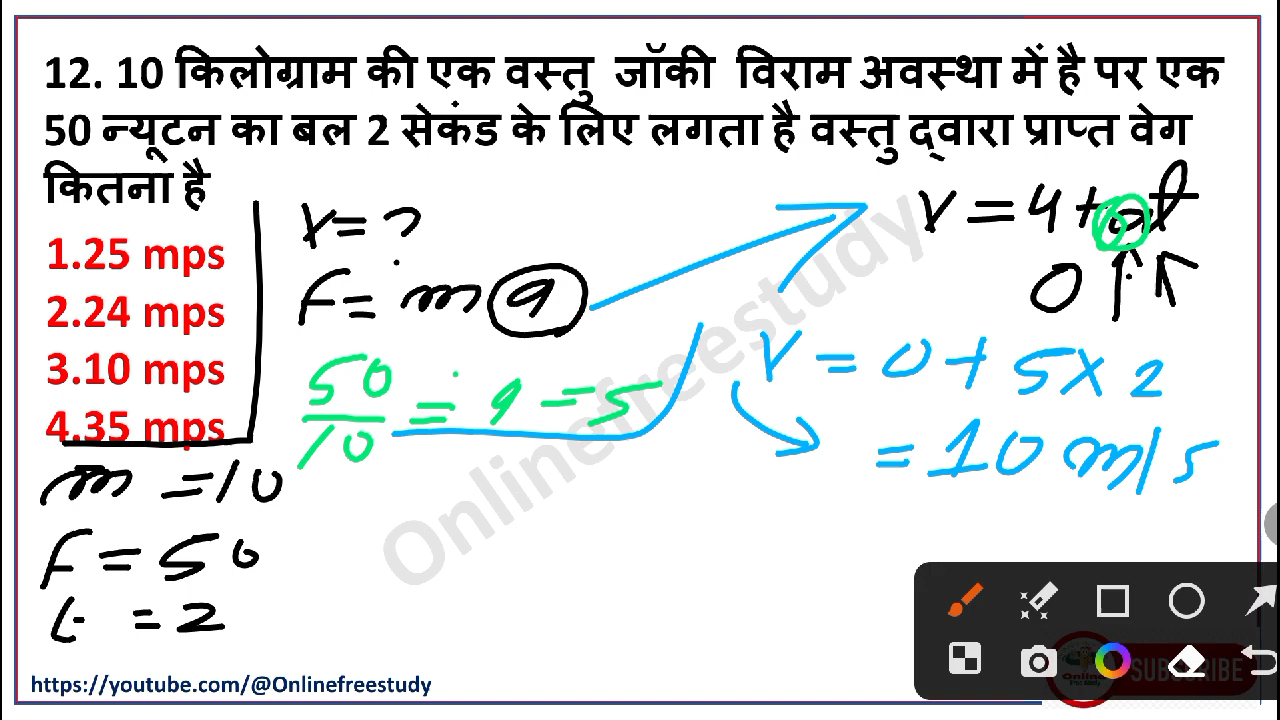 12. 10 किलोग्राम की एक वस्तु जॉकी विराम अवस्था में है पर एक
50 न्यूटन का बल 2 सेकंड के लिए लगता है वस्तु द्वारा प्राप्त वेग
कितना है
1.25 mps
2.24 mps
3.10 mps
4.35 mps
m = 10
F = 50
t = 2
V = ?
F = m a
50/10 = a = 5
V = u + at
0
V = 0 + 5 x 2
= 10 m/s
Onlinefreestudy
https://youtube.com/@Onlinefreestudy
SUBSCRIBE